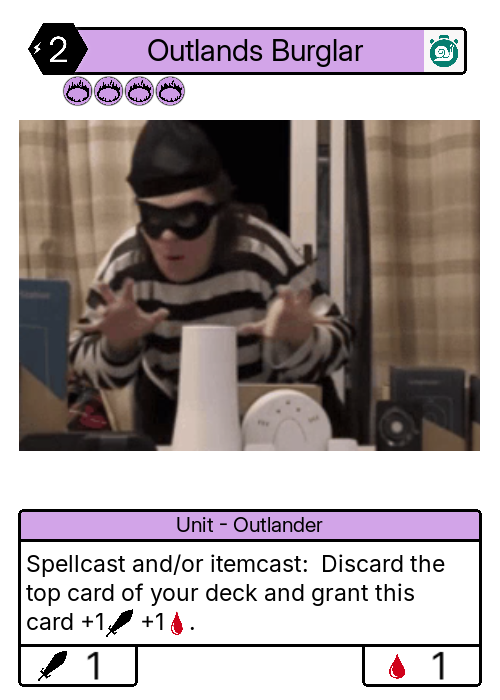 2 Outlands Burglar
Unit - Outlander
Spellcast and/or itemcast: Discard the
top card of your deck and grant this
card +1 +1 .
1 1